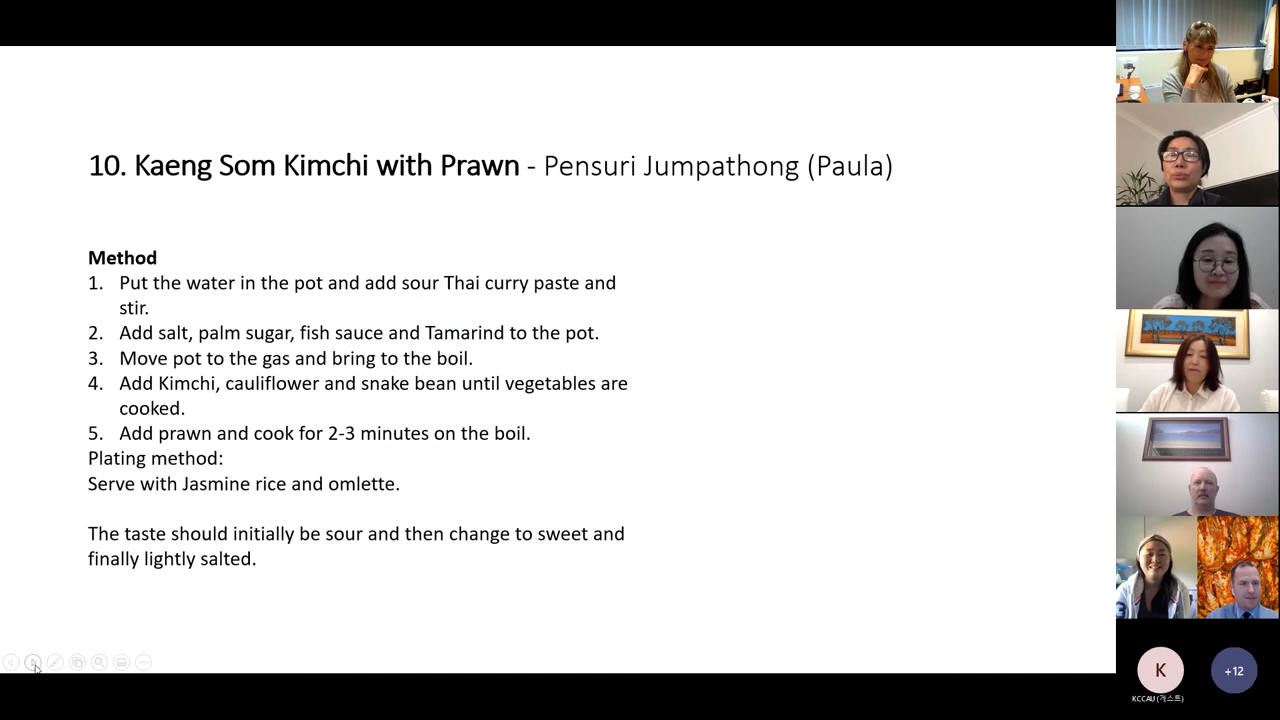 10. Kaeng Som Kimchi with Prawn - Pensuri Jumpathong (Paula)
Method
1. Put the water in the pot and add sour Thai curry paste and
stir.
2. Add salt, palm sugar, fish sauce and Tamarind to the pot.
3. Move pot to the gas and bring to the boil.
4. Add Kimchi, cauliflower and snake bean until vegetables are
cooked.
5. Add prawn and cook for 2-3 minutes on the boil.
Plating method:
Serve with Jasmine rice and omlette.
The taste should initially be sour and then change to sweet and
finally lightly salted.
K
+12
KCCAU (게스트)